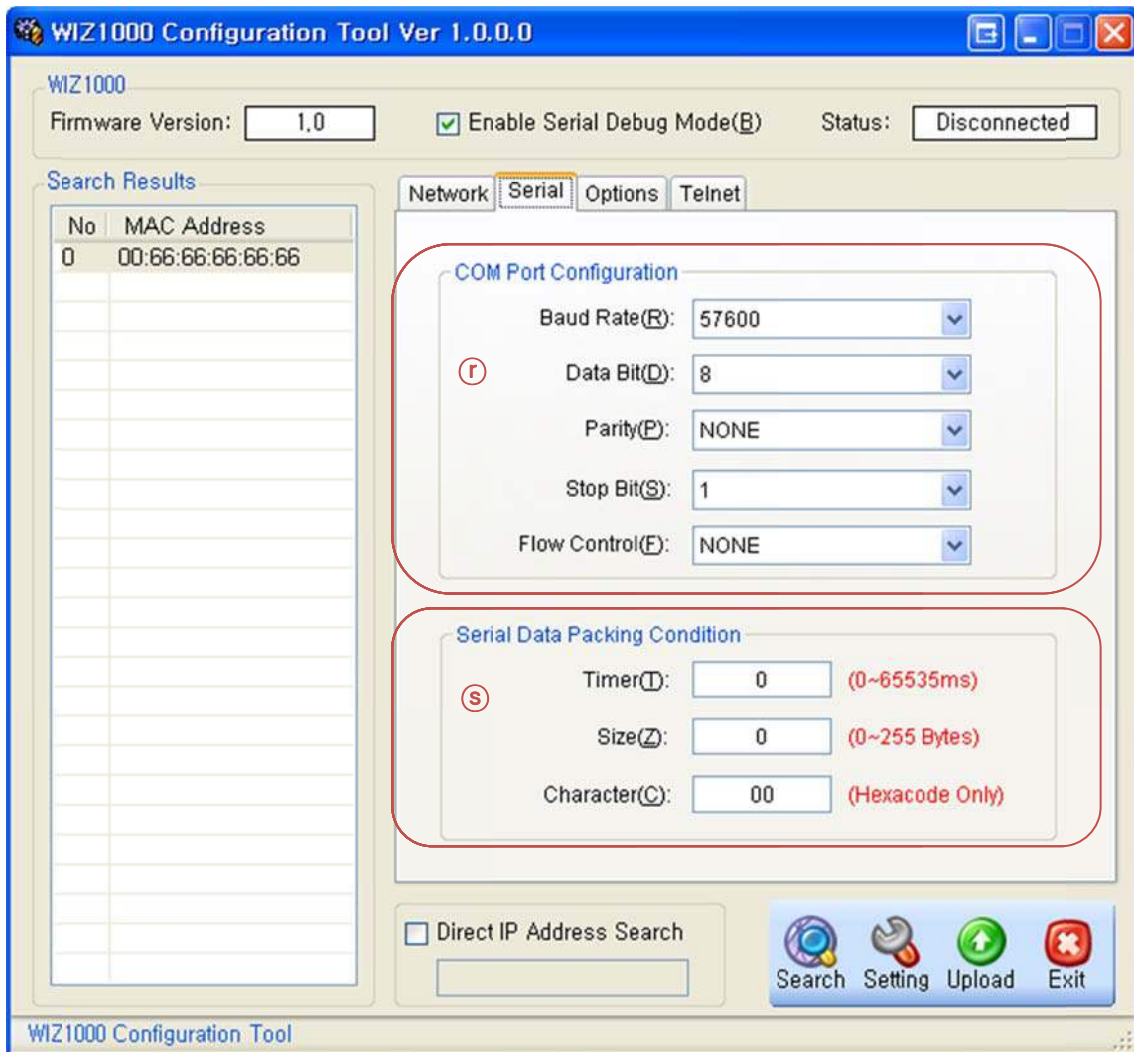 WIZ1000 Configuration Tool Ver 1.0.0.0
WIZ1000
Firmware Version: 1.0
Enable Serial Debug Mode(B)
Status: Disconnected
Search Results
No MAC Address
0 00:66:66:66:66:66
Network Serial Options Telnet
COM Port Configuration
Baud Rate(R): 57600
r
Data Bit(D): 8
Parity(P): NONE
Stop Bit(S): 1
Flow Control(F): NONE
Serial Data Packing Condition
Timer(T): 0 (0~65535ms)
s
Size(Z): 0 (0~255 Bytes)
Character(C): 00 (Hexacode Only)
Direct IP Address Search
Search Setting Upload Exit
WIZ1000 Configuration Tool